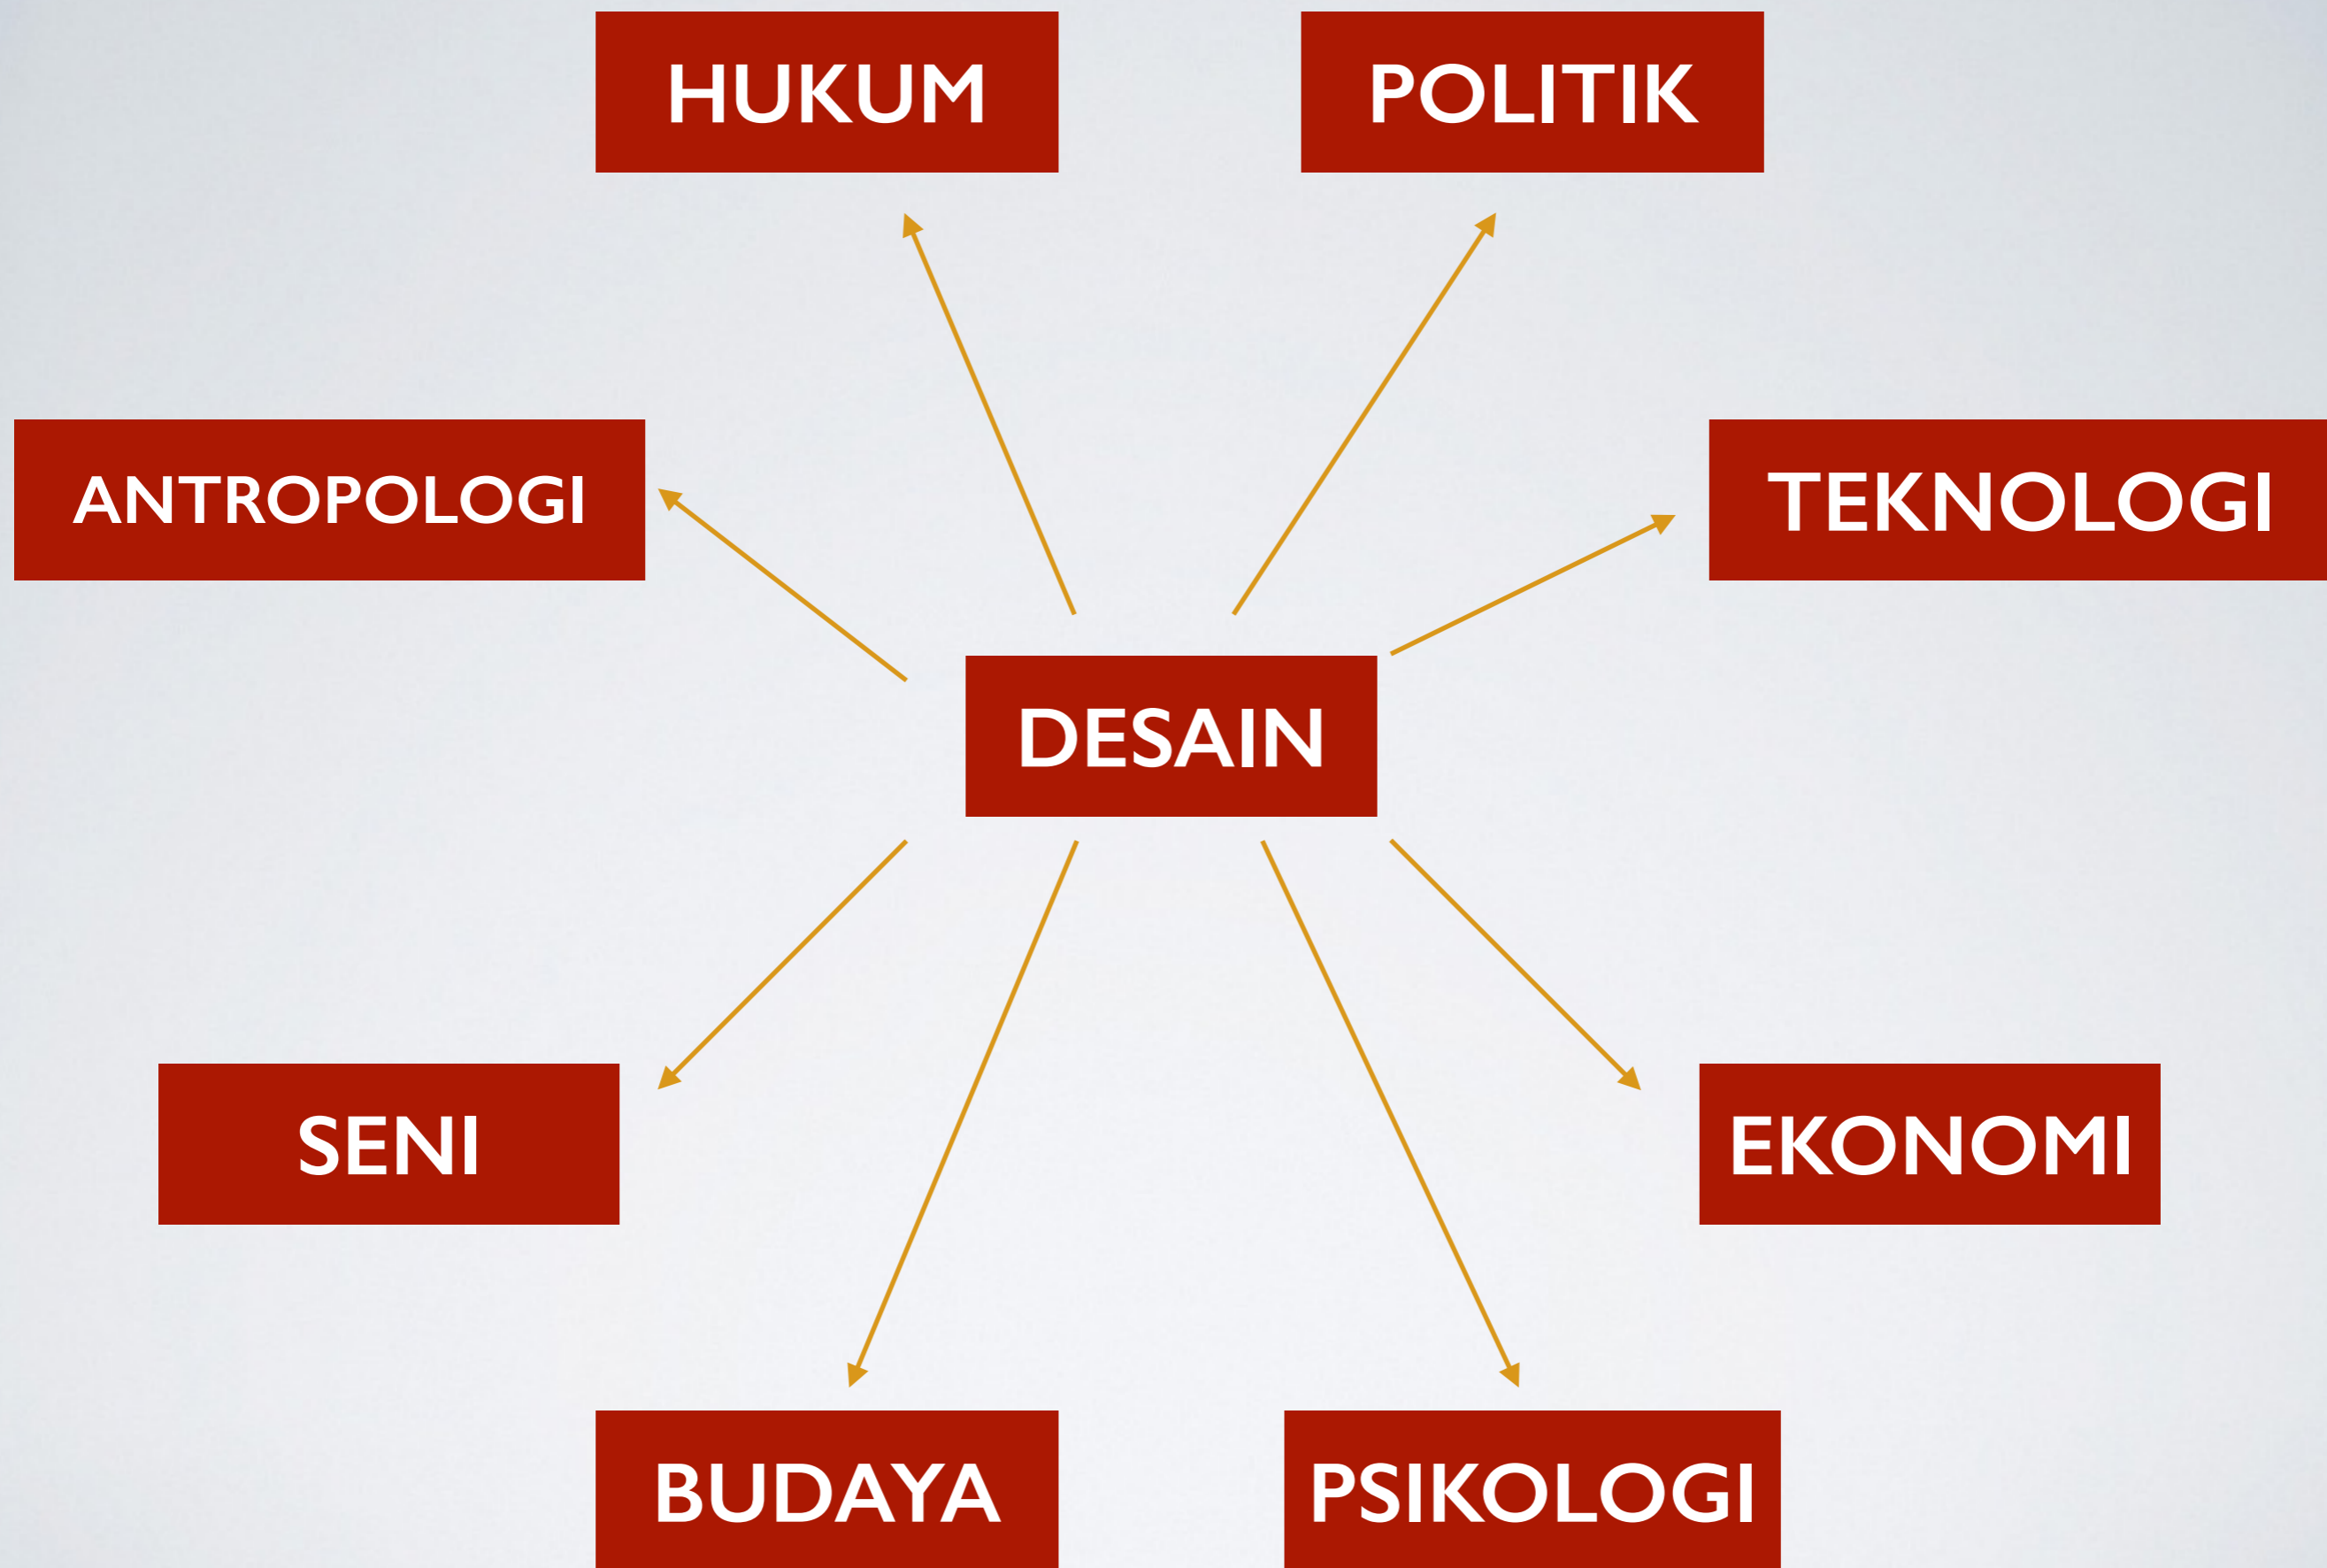 HUKUM
POLITIK
ANTROPOLOGI
TEKNOLOGI
DESAIN
SENI
EKONOMI
BUDAYA
PSIKOLOGI